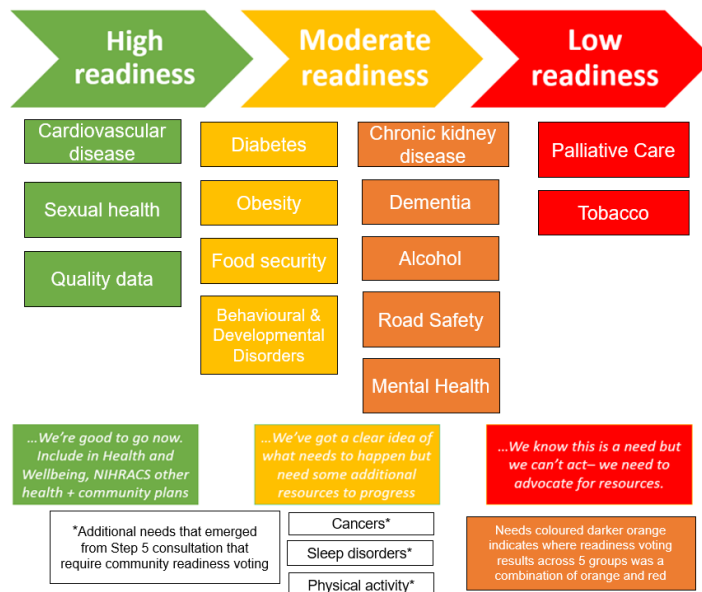 High
readiness
Moderate
readiness
Low
readiness
Cardiovascular
disease
Sexual health
Quality data
Diabetes
Obesity
Food security
Behavioural &
Developmental
Disorders
Chronic kidney
disease
Dementia
Alcohol
Road Safety
Mental Health
Palliative Care
Tobacco
...We're good to go now.
Include in Health and
Wellbeing, NIHRACS other
health + community plans
...We've got a clear idea of
what needs to happen but
need some additional
resources to progress
...We know this is a need but
we can't act– we need to
advocate for resources.
*Additional needs that emerged
from Step 5 consultation that
require community readiness voting
Cancers*
Sleep disorders*
Physical activity*
Needs coloured darker orange
indicates where readiness voting
results across 5 groups was a
combination of orange and red